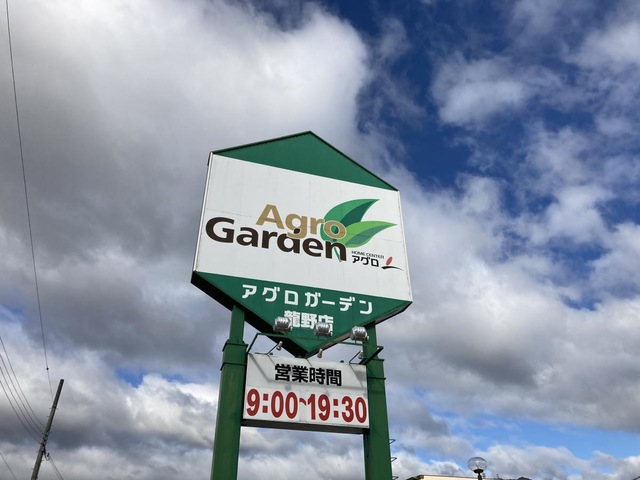 Agro
Garden
HOME CENTER
アグロ
アグロガーデン
龍野店
営業時間
9:00~19:30